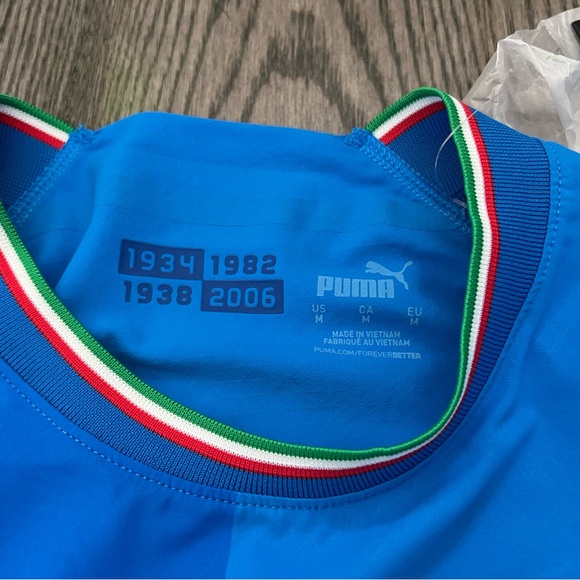 1934 1982
1938 2006
PUMA
US CA EU
M M M
MADE IN VIETNAM
FABRIQUÉ AU VIETNAM
PUMA.COM/FOREVERBETTER